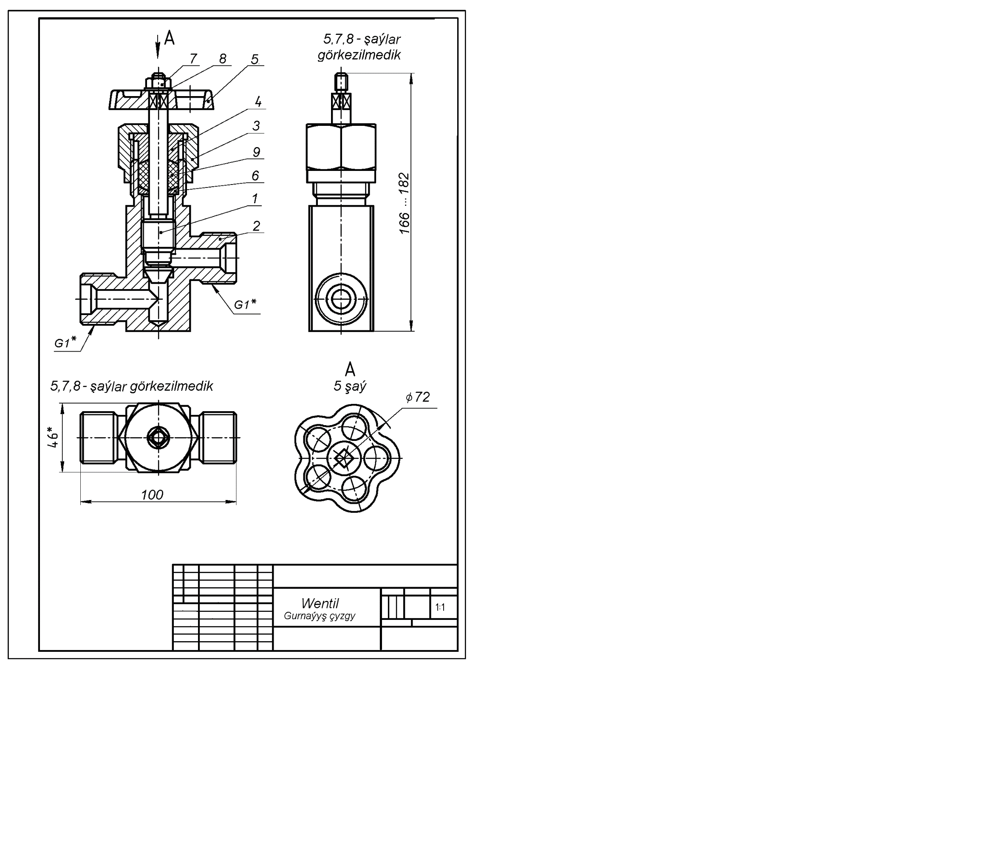 A
5,7,8 - şaýlar
görkezilmedik
7
8
5
4
3
9
6
1
2
166 ... 182
G1*
G1*
A
5 şaý
5,7,8 - şaýlar görkezilmedik
ϕ72
46*
100
Wentil
Gurnaýyş çyzgy
1:1